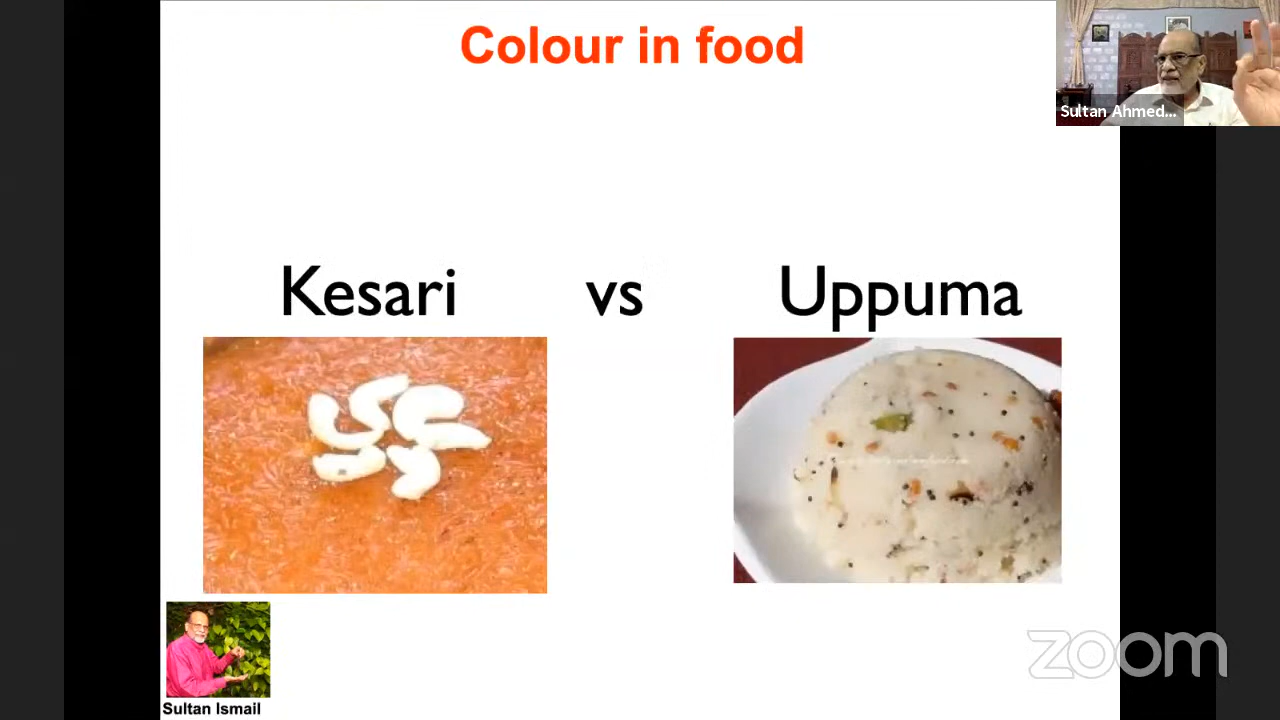 Colour in food
Sultan Ahmed...
Kesari vs Uppuma
Sultan Ismail
zoom